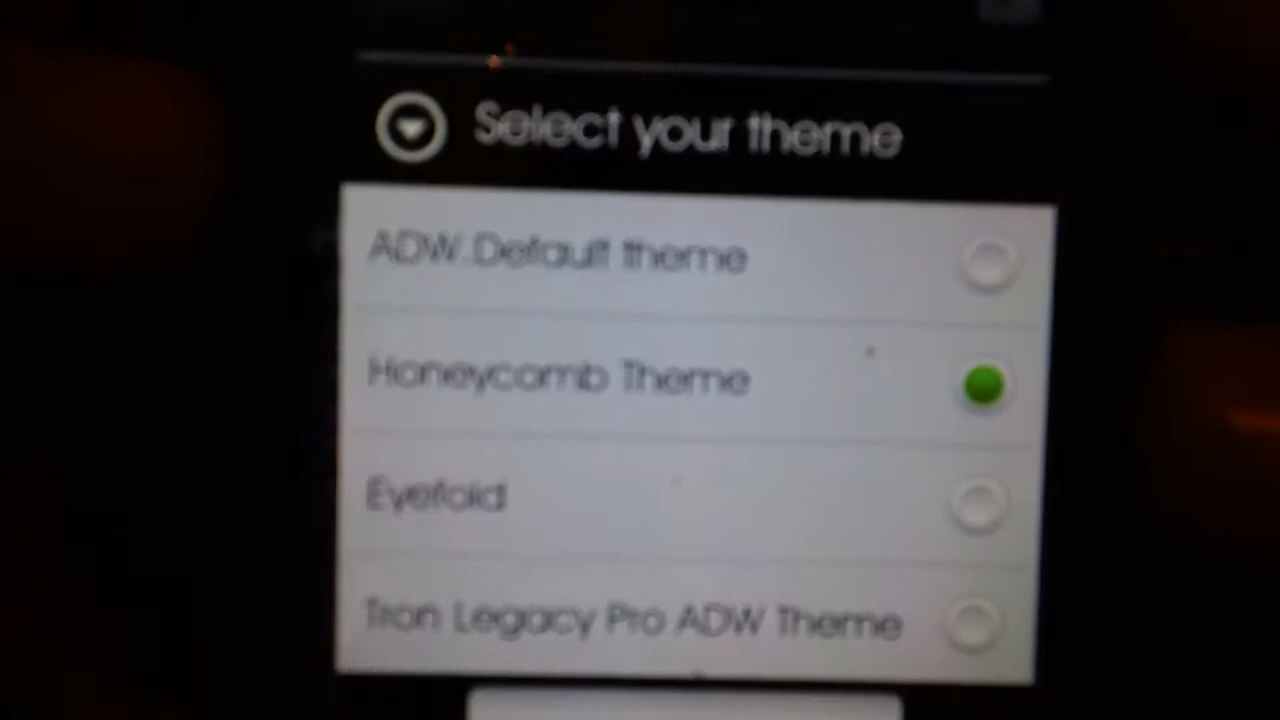 Select your theme
ADW.Default theme
Honeycomb Theme
Eyefold
Tron Legacy Pro ADW Theme